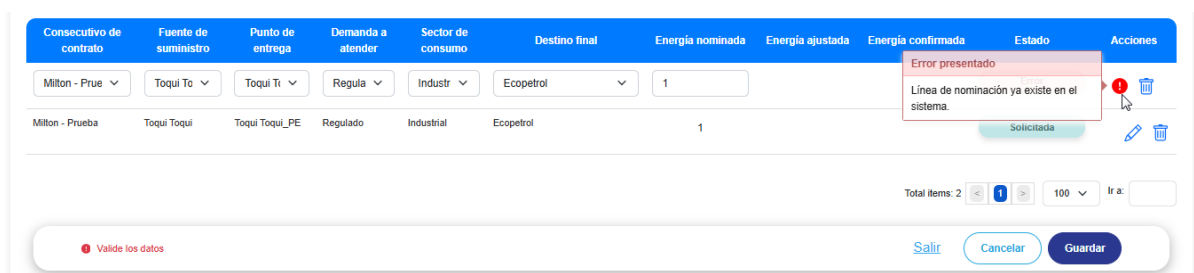 Consecutivo de contrato
Fuente de suministro
Punto de entrega
Demanda a atender
Sector de consumo
Destino final
Energía nominada
Energía ajustada
Energía confirmada
Estado
Acciones
Error presentado
Milton - Prue
Toqui To
Toqui To
Regula
Industr
Ecopetrol
1
Error
Línea de nominación ya existe en el
sistema.
Milton - Prueba
Toqui Toqui
Toqui Toqui_PE
Regulado
Industrial
Ecopetrol
1
Solicitada
Total items: 2
<
1
>
100
Ir a:
Valide los datos
Salir
Cancelar
Guardar